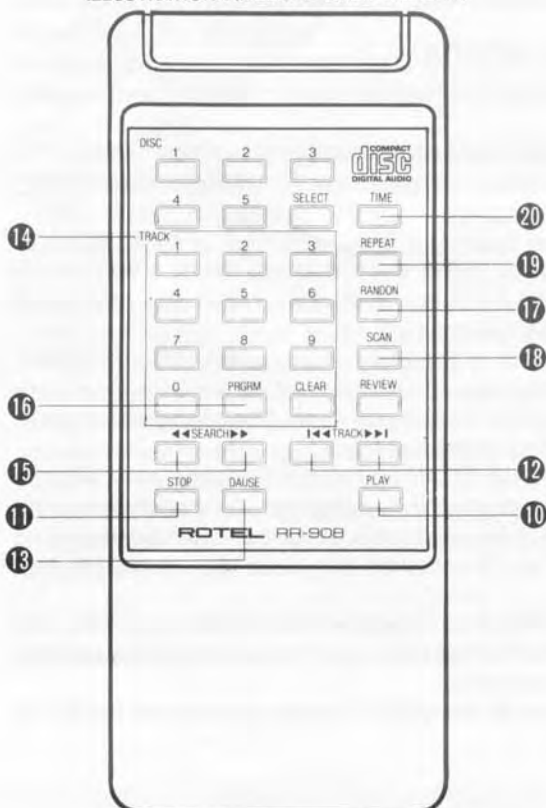 DISC
1 2 3
COMPACT
disc
DIGITAL AUDIO
4 5 SELECT TIME
⑳
⑭ TRACK
1 2 3 REPEAT
⑲
4 5 6 RANDON
⑰
7 8 9 SCAN
⑱
0 PRGRM CLEAR REVIEW
⑯
◀◀SEARCH▶▶ I◀◀TRACK▶▶I
⑮ ⑫
STOP DAUSE PLAY
⑪ ⑩
ROTEL RR-908
⑬